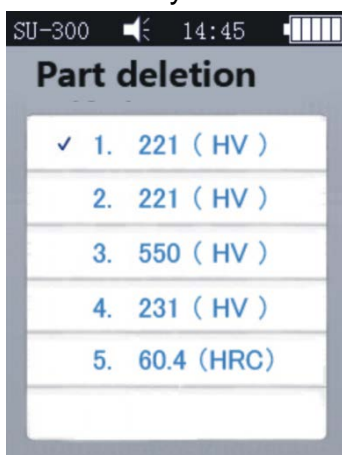 SU-300 14:45
Part deletion
✓ 1. 221 ( HV )
2. 221 ( HV )
3. 550 ( HV )
4. 231 ( HV )
5. 60.4 (HRC)